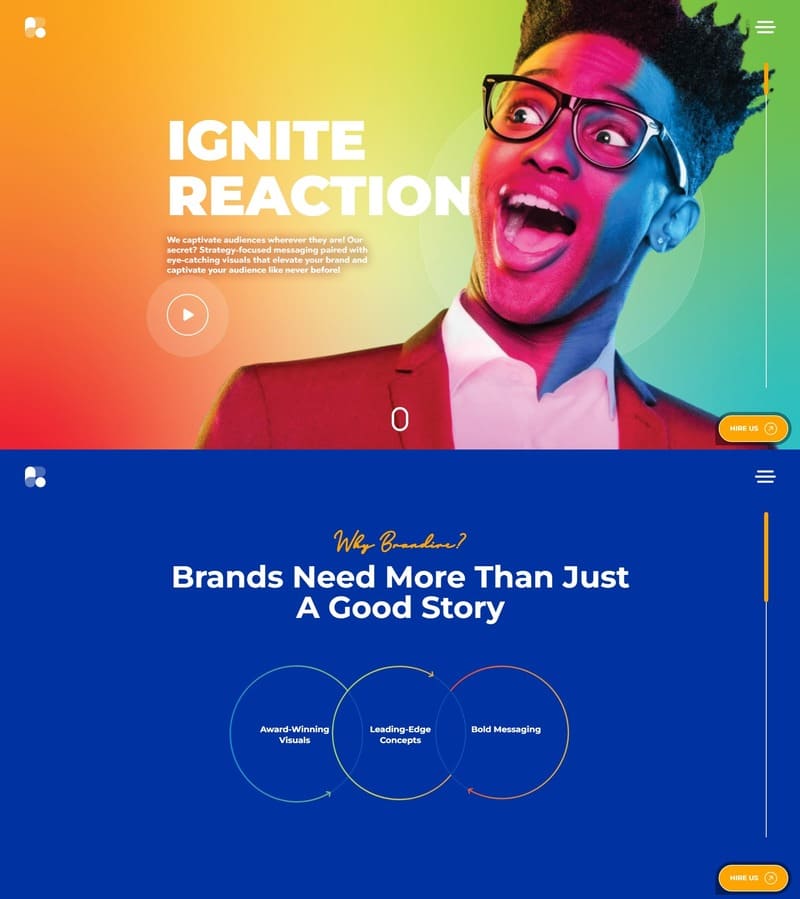 IGNITE
REACTION
We captivate audiences wherever they are! Our
secret? Strategy-focused messaging paired with
eye-catching visuals that elevate your brand and
captivate your audience like never before!
HIRE US
Why Brandire?
Brands Need More Than Just
A Good Story
Award-Winning
Visuals
Leading-Edge
Concepts
Bold Messaging
HIRE US